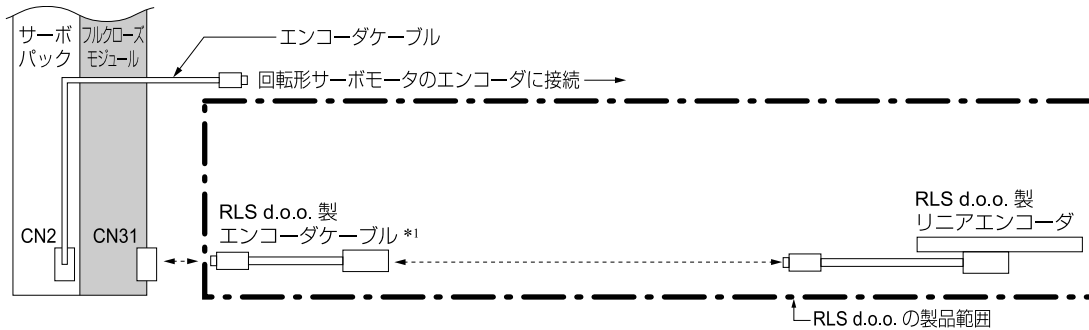 サーボ
パック
フルクローズ
モジュール
エンコーダケーブル
回転形サーボモータのエンコーダに接続
CN2
CN31
RLS d.o.o. 製
エンコーダケーブル *1
RLS d.o.o. 製
リニアエンコーダ
RLS d.o.o. の製品範囲